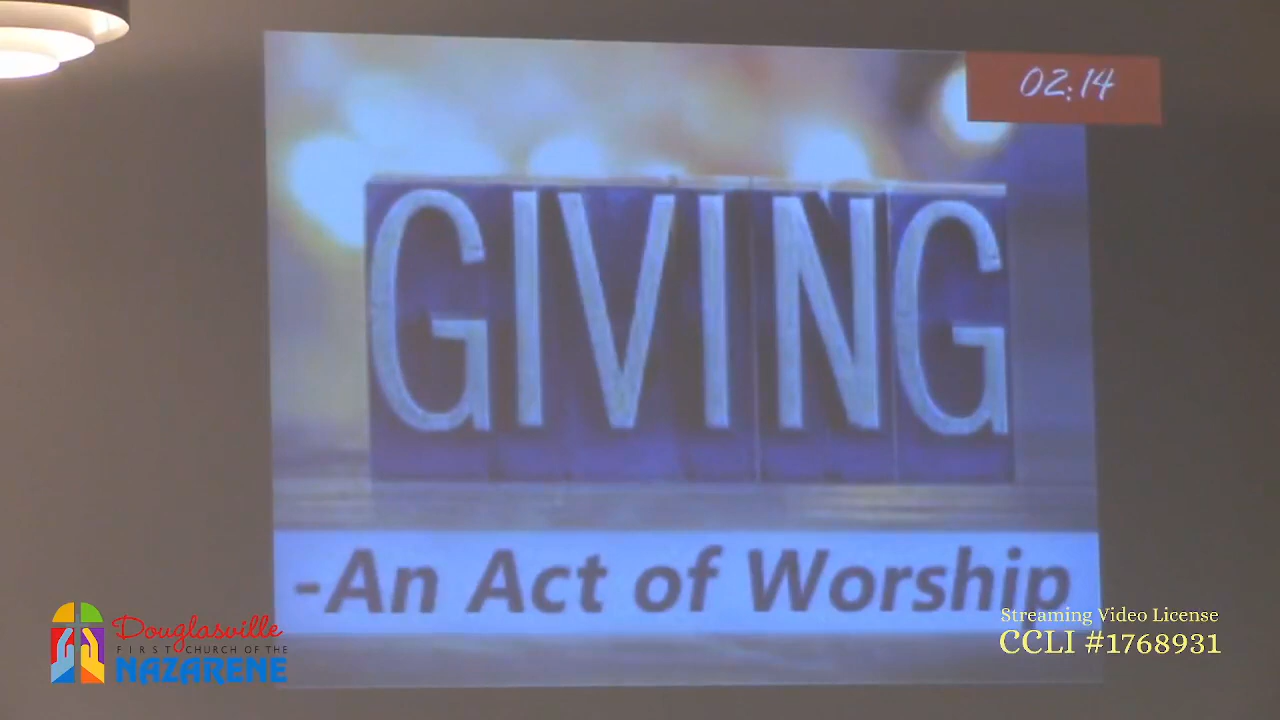 02:14
GIVING
-An Act of Worship
Streaming Video License
CCLI #1768931
Douglasville
FIRST CHURCH OF THE
NAZARENE